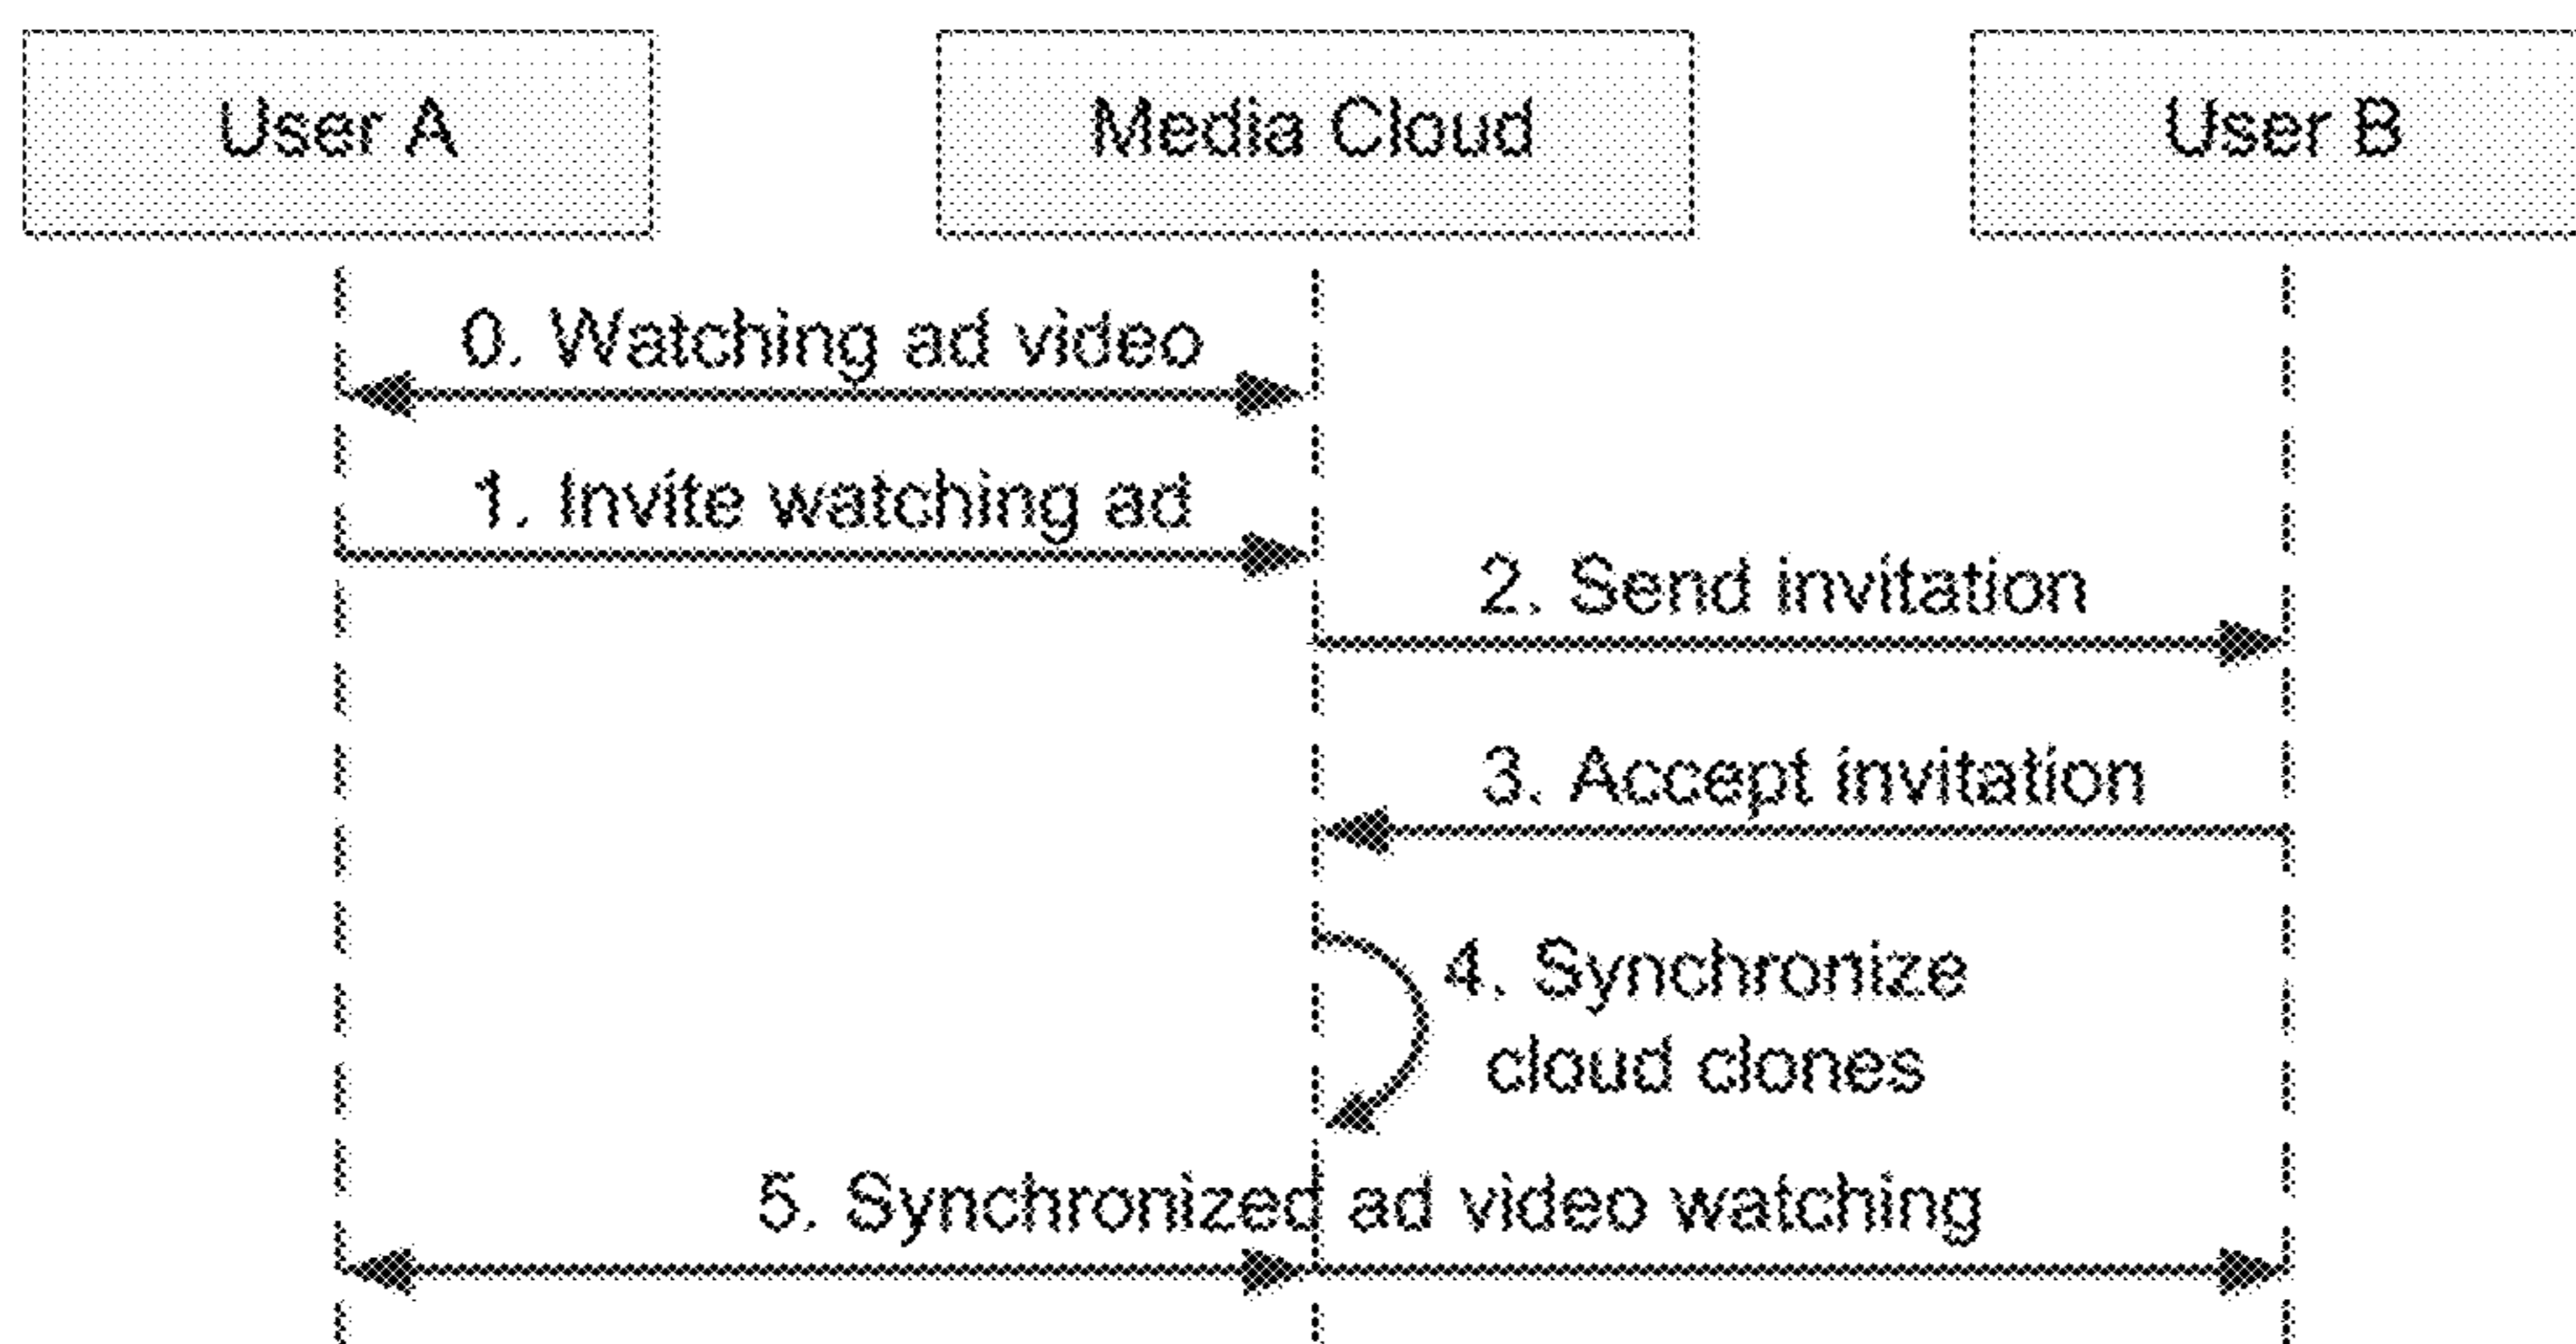 User A
Media Cloud
User B
0. Watching ad video
1. Invite watching ad
2. Send invitation
3. Accept invitation
4. Synchronize
cloud clones
5. Synchronized ad video watching